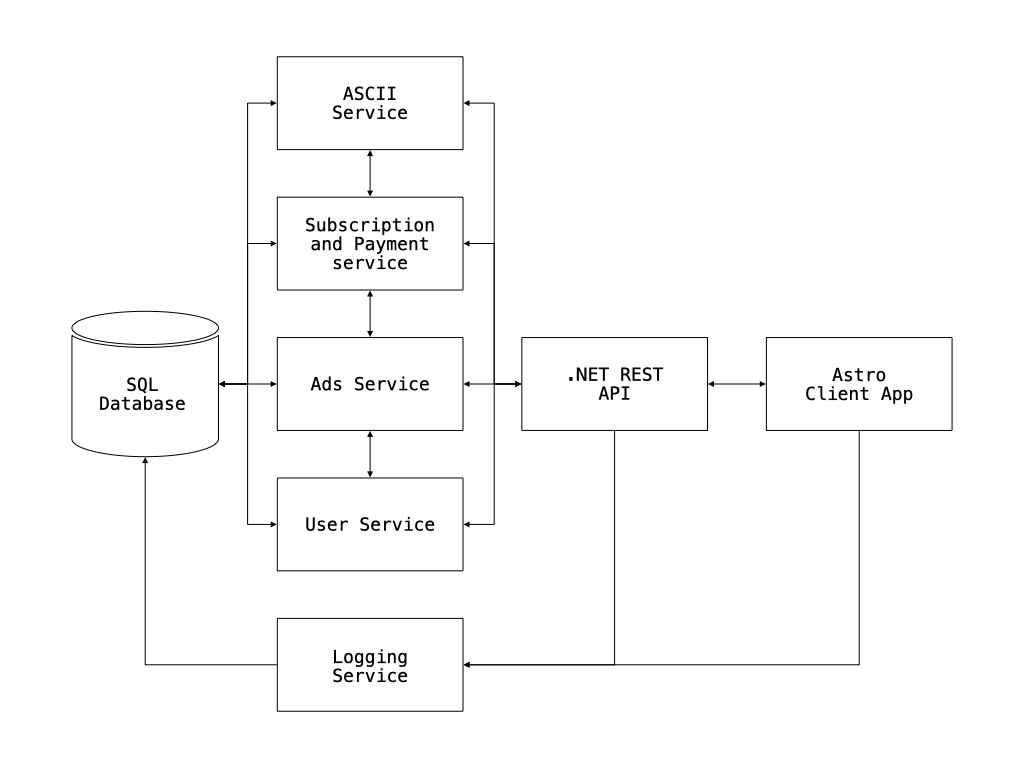 ASCII
Service
Subscription
and Payment
service
SQL
Database
Ads Service
.NET REST
API
Astro
Client App
User Service
Logging
Service